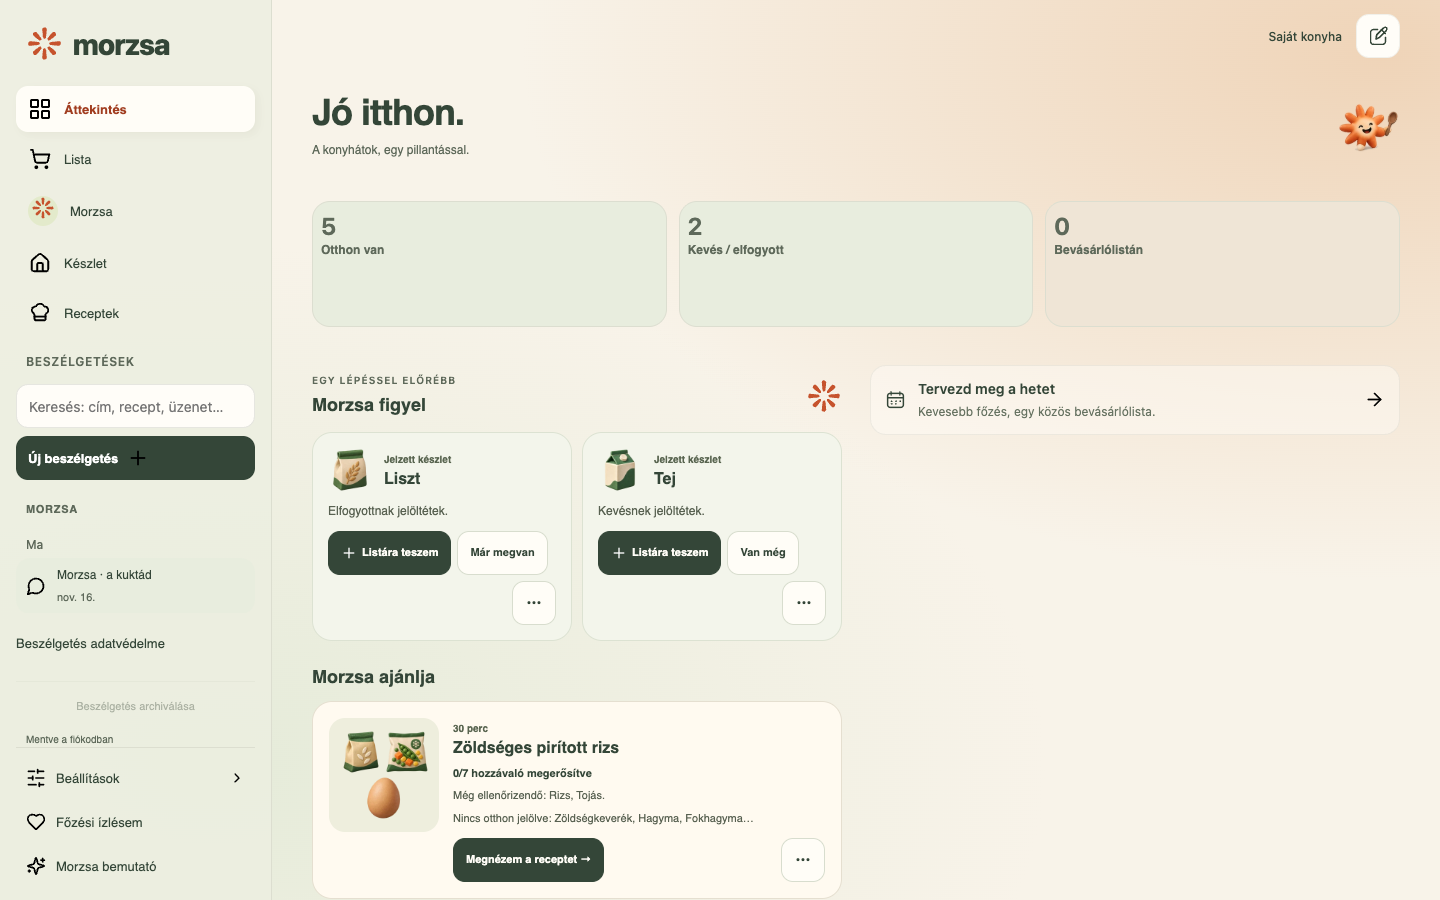 morzsa
Áttekintés
Lista
Morzsa
Készlet
Receptek
BESZÉLGETÉSEK
Keresés: cím, recept, üzenet...
Új beszélgetés
MORZSA
Ma
Morzsa · a kuktád
nov. 16.
Beszélgetés adatvédelme
Beszélgetés archiválása
Mentve a fiókodban
Beállítások
Főzési ízlésem
Morzsa bemutató
Saját konyha
Jó itthon.
A konyhátok, egy pillantással.
5
Otthon van
2
Kevés / elfogyott
0
Bevásárlólistán
EGY LÉPÉSSEL ELŐRÉBB
Morzsa figyel
Jelzett készlet
Liszt
Elfogyottnak jelöltétek.
Listára teszem
Már megvan
Jelzett készlet
Tej
Kevésnek jelöltétek.
Listára teszem
Van még
Tervezd meg a hetet
Kevesebb főzés, egy közös bevásárlólista.
Morzsa ajánlja
30 perc
Zöldséges pirított rizs
0/7 hozzávaló megerősítve
Még ellenőrizendő: Rizs, Tojás.
Nincs otthon jelölve: Zöldségkeverék, Hagyma, Fokhagyma...
Megnézem a receptet →